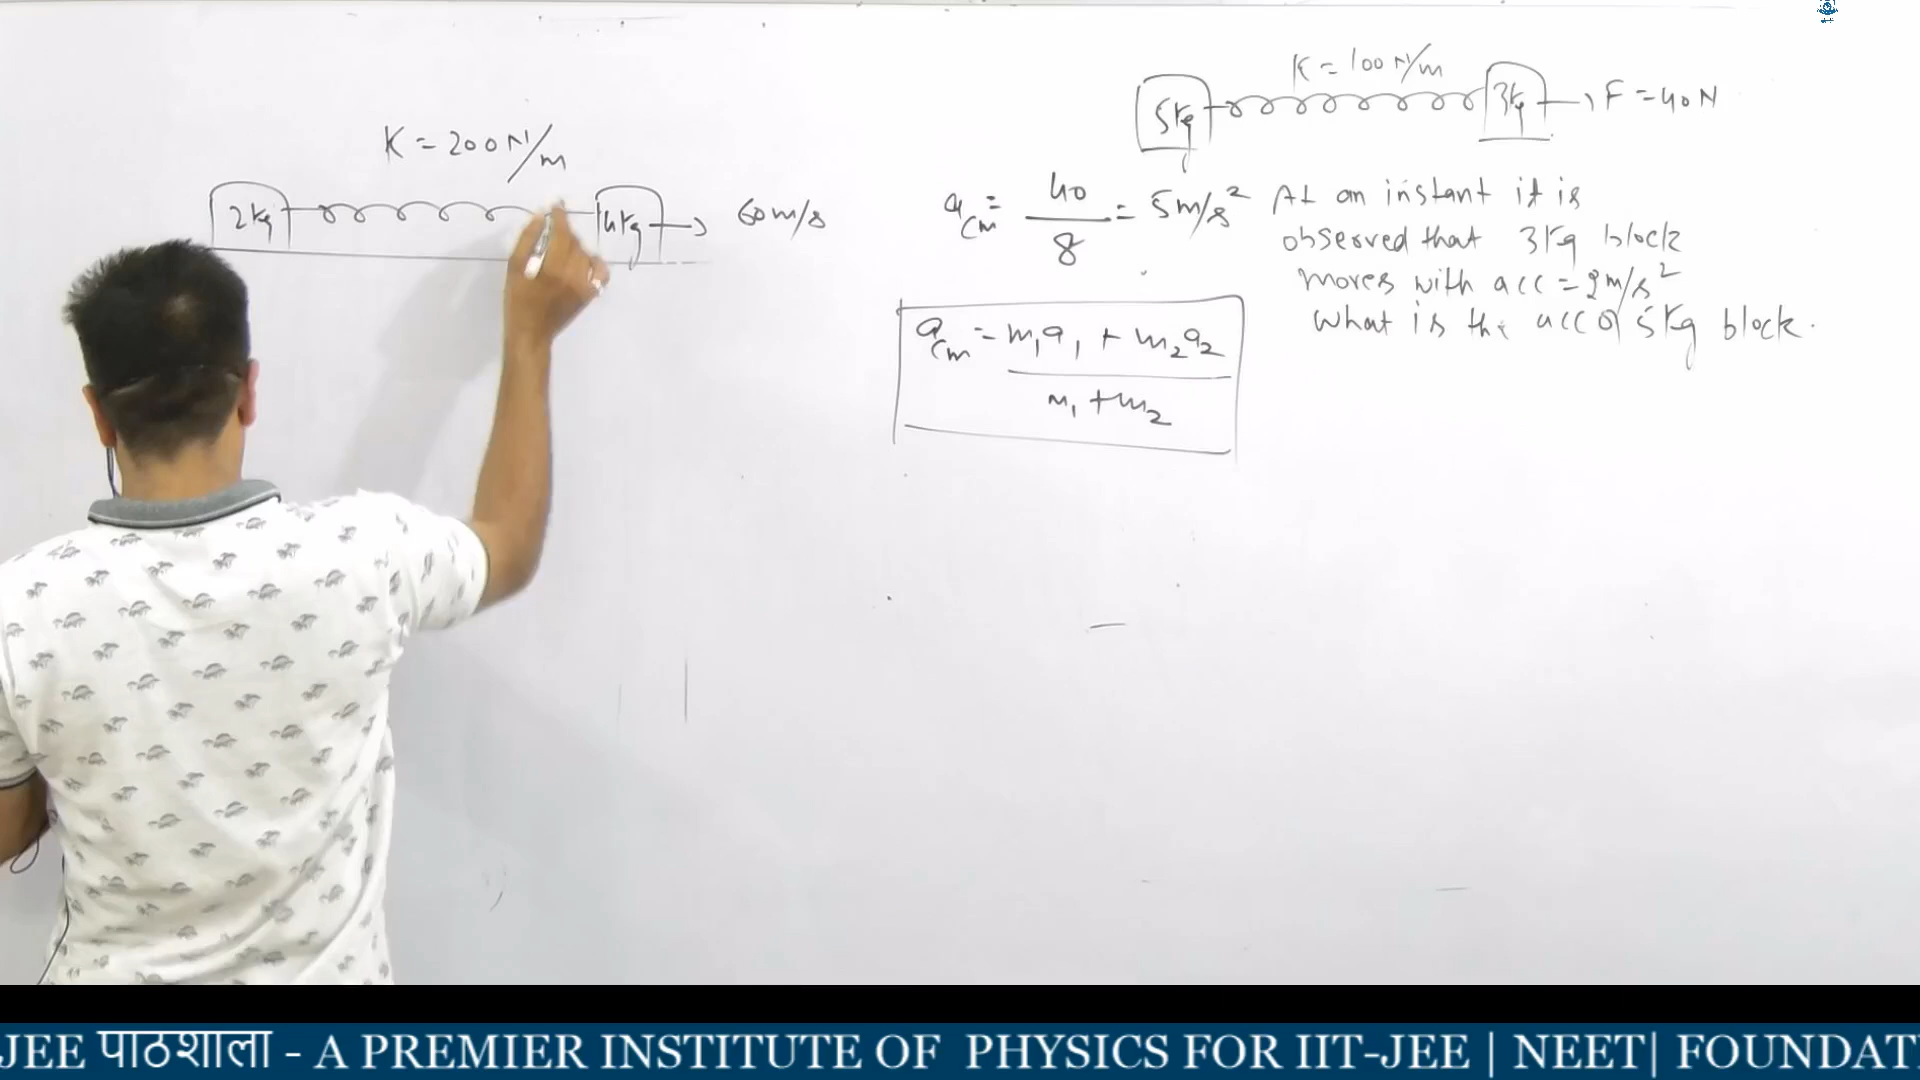 K = 200 N/m
2kg
4kg
60 m/s
K = 100 N/m
5kg
3kg
F = 40N
a_cm = 40/8 = 5 m/s²
At an instant it is
observed that 3kg block
moves with acc = 2m/s²
What is the acc of 5kg block.
a_cm = m₁a₁ + m₂a₂
m₁ + m₂
JEE पाठशाला - A PREMIER INSTITUTE OF PHYSICS FOR IIT-JEE | NEET| FOUNDAT